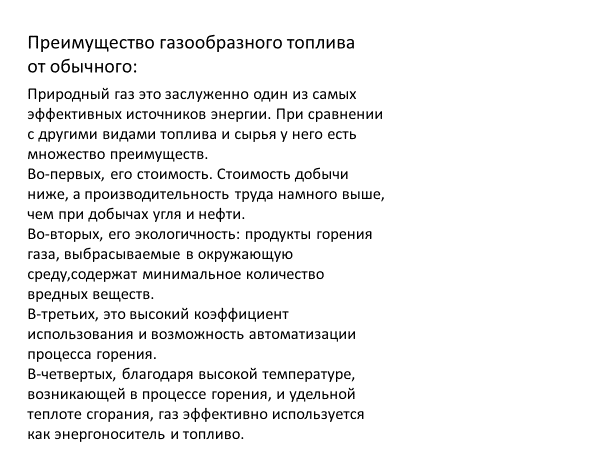 Преимущество газообразного топлива
от обычного:
Природный газ это заслуженно один из самых
эффективных источников энергии. При сравнении
с другими видами топлива и сырья у него есть
множество преимуществ.
Во-первых, его стоимость. Стоимость добычи
ниже, а производительность труда намного выше,
чем при добычах угля и нефти.
Во-вторых, его экологичность: продукты горения
газа, выбрасываемые в окружающую
среду,содержат минимальное количество
вредных веществ.
В-третьих, это высокий коэффициент
использования и возможность автоматизации
процесса горения.
В-четвертых, благодаря высокой температуре,
возникающей в процессе горения, и удельной
теплоте сгорания, газ эффективно используется
как энергоноситель и топливо.